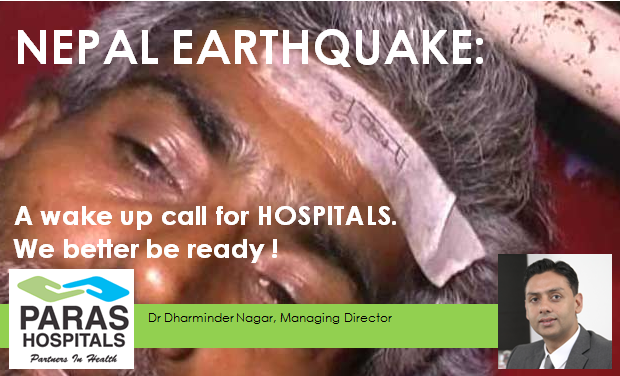 NEPAL EARTHQUAKE:
A wake up call for HOSPITALS.
We better be ready !
PARAS
HOSPITALS
Partners In Health
Dr Dharminder Nagar, Managing Director